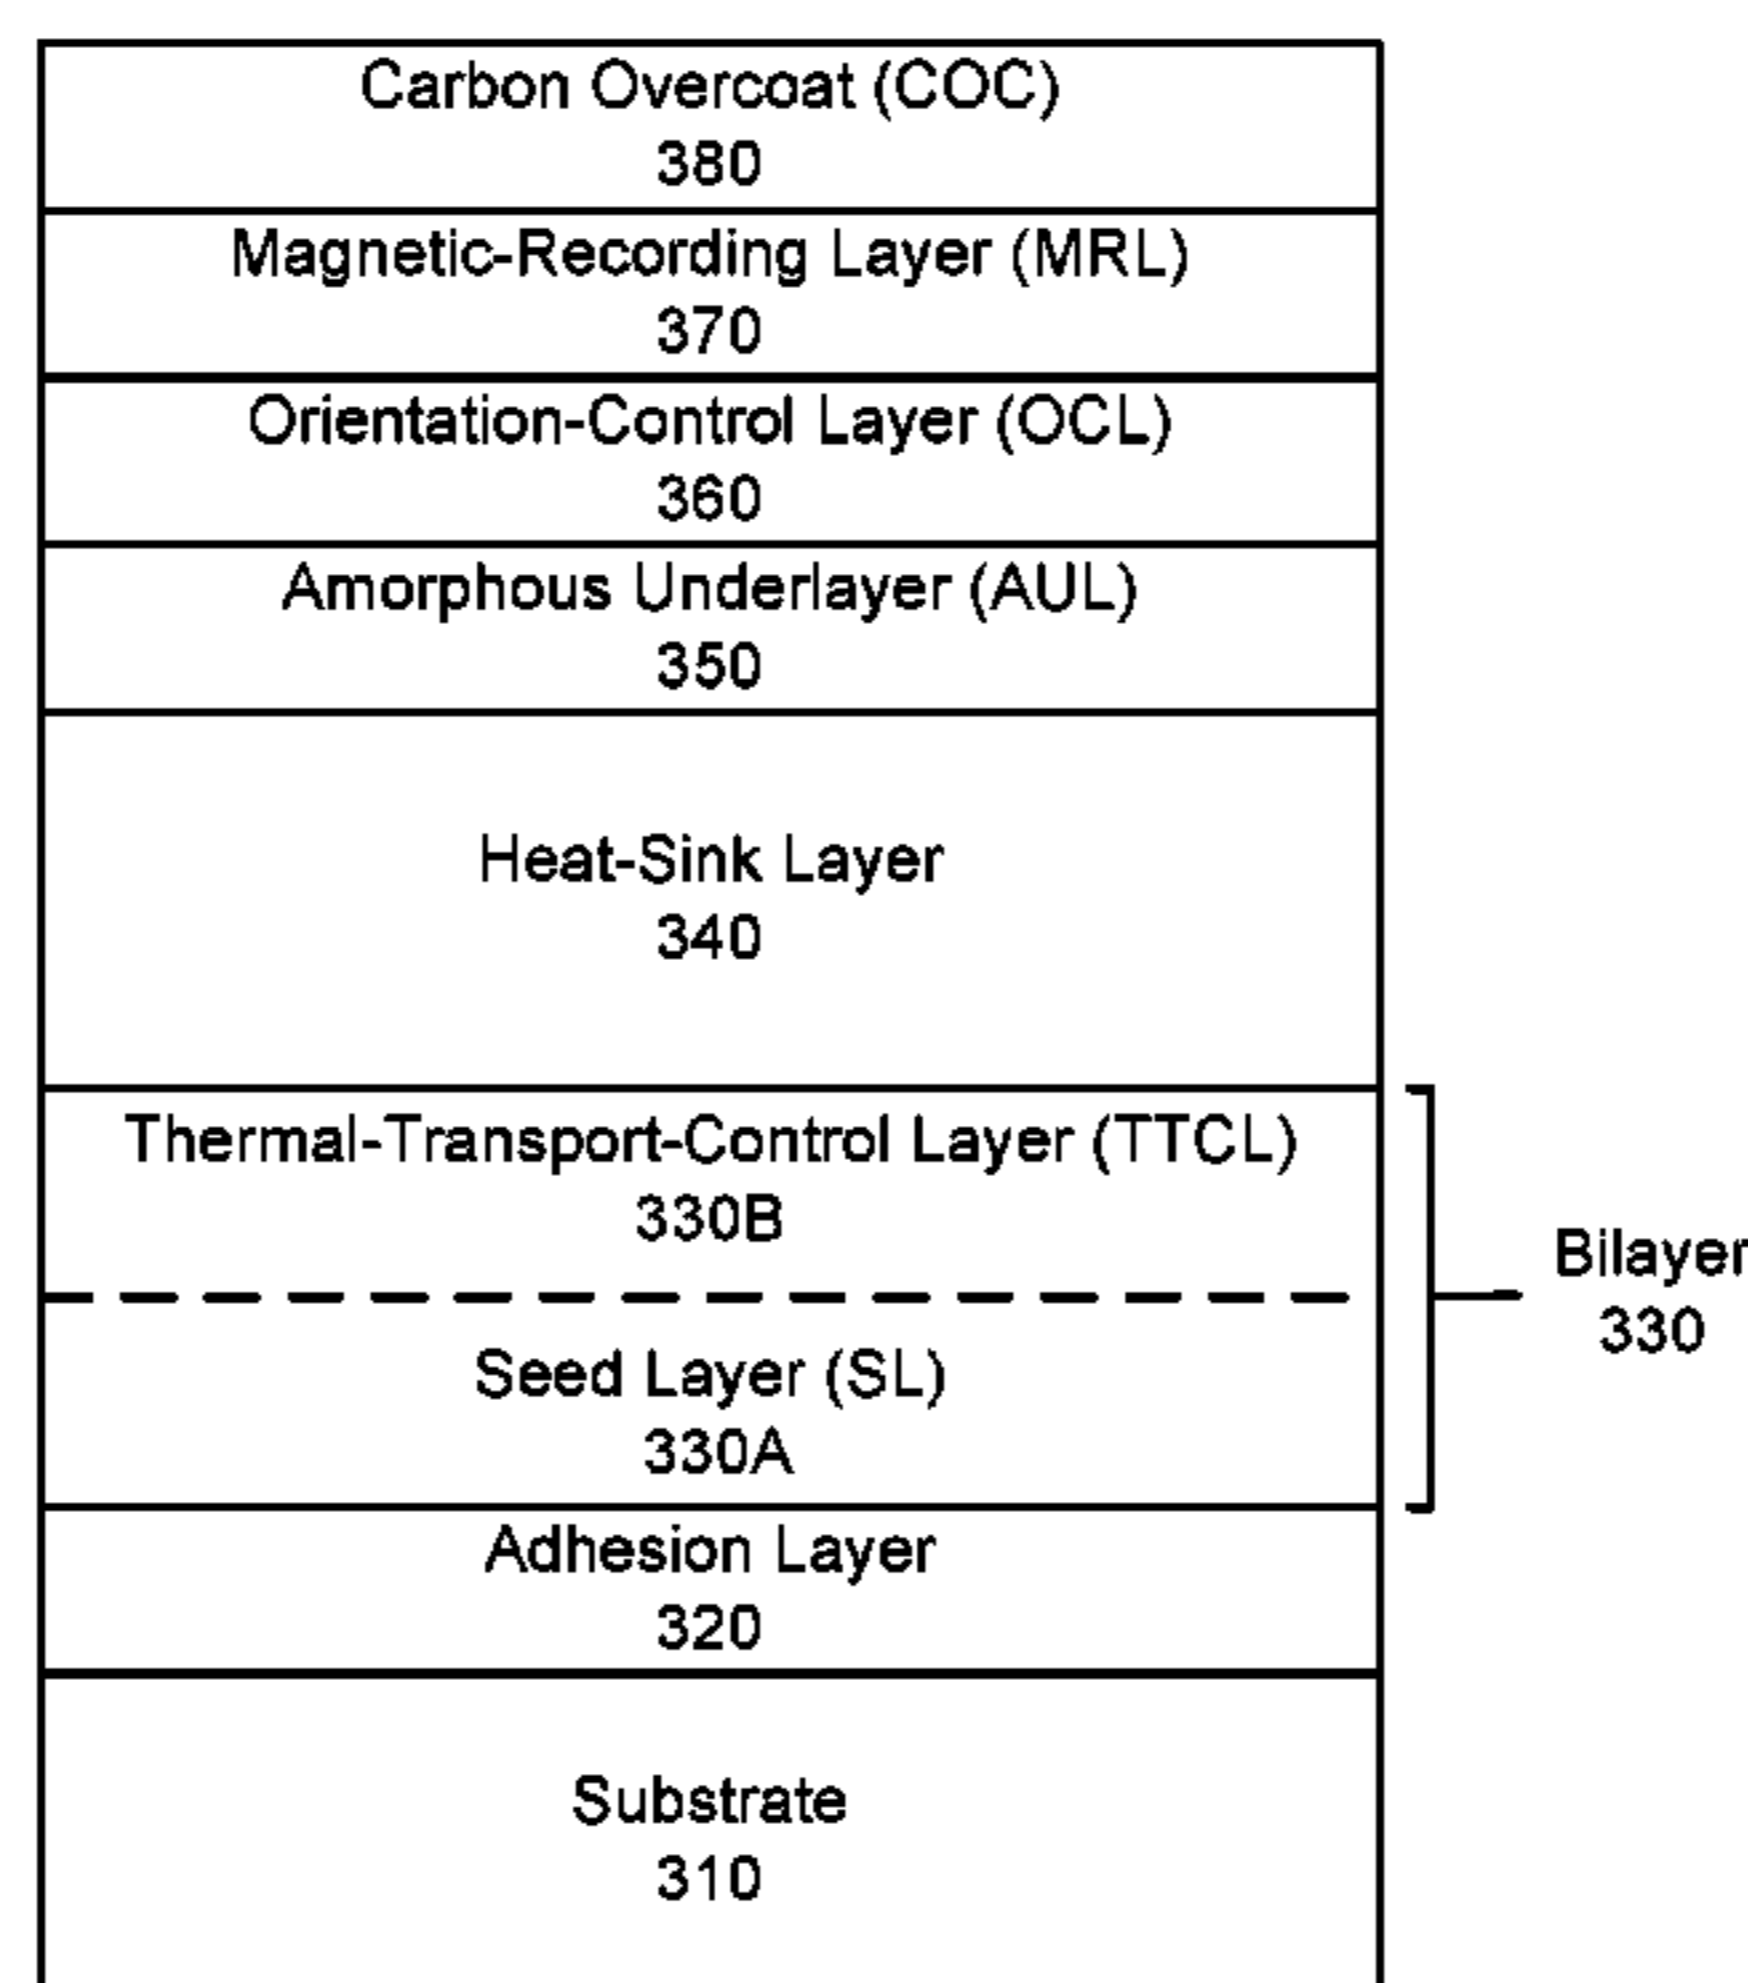 Carbon Overcoat (COC)
380
Magnetic-Recording Layer (MRL)
370
Orientation-Control Layer (OCL)
360
Amorphous Underlayer (AUL)
350
Heat-Sink Layer
340
Thermal-Transport-Control Layer (TTCL)
330B
Seed Layer (SL)
330A
Bilayer
330
Adhesion Layer
320
Substrate
310